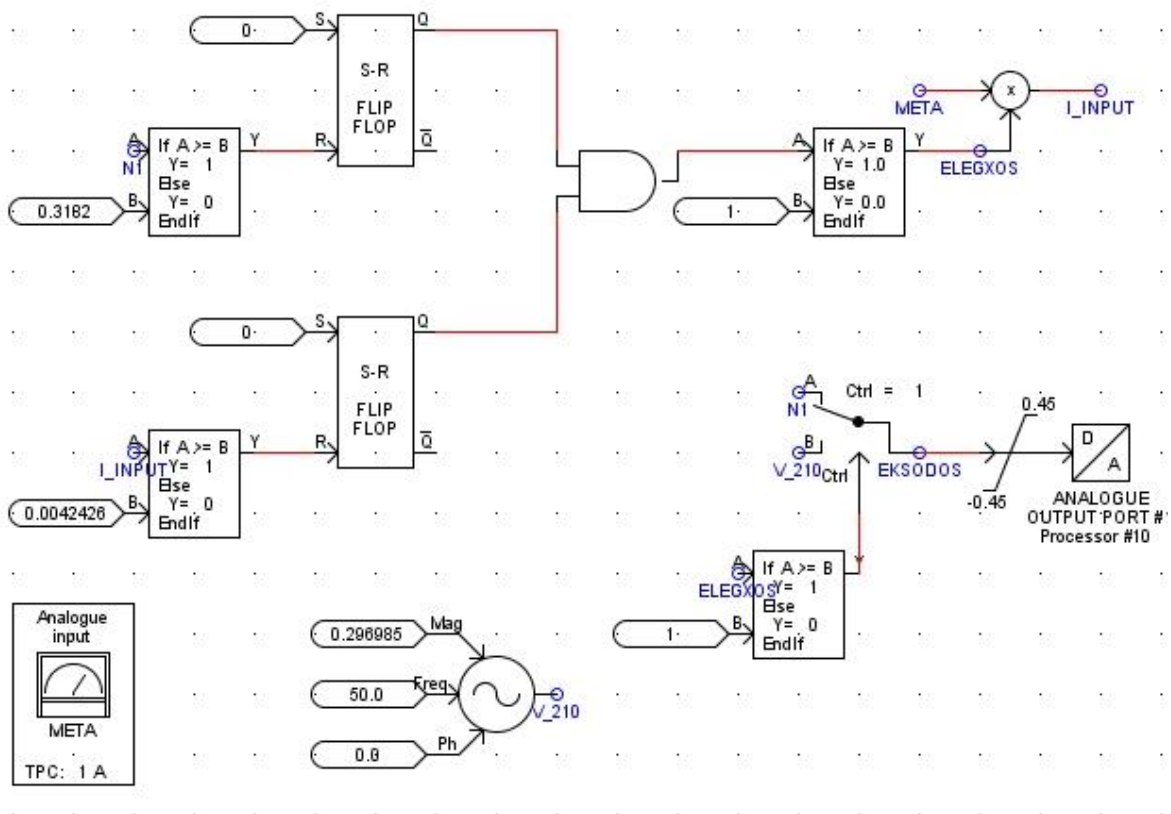 0
S
Q
S-R
FLIP
FLOP
R
Q
A
N1
B
0.3182
If A >= B
Y= 1
Else
Y= 0
EndIf
Y
A
B
1
If A >= B
Y= 1.0
Else
Y= 0.0
EndIf
Y
META
x
I_INPUT
ELEGXOS
0
S
Q
S-R
FLIP
FLOP
R
Q
A
I_INPUT
B
0.0042426
If A >= B
Y= 1
Else
Y= 0
EndIf
Y
A
N1
Ctrl = 1
B
V_210
Ctrl
EKSODOS
0.45
-0.45
D
A
ANALOGUE
OUTPUT PORT #1
Processor #10
A
ELEGXOS
B
1
If A >= B
Y= 1
Else
Y= 0
EndIf
Y
Analogue
input
META
TPC: 1 A
0.296985
Mag
50.0
Freq
0.0
Ph
V_210